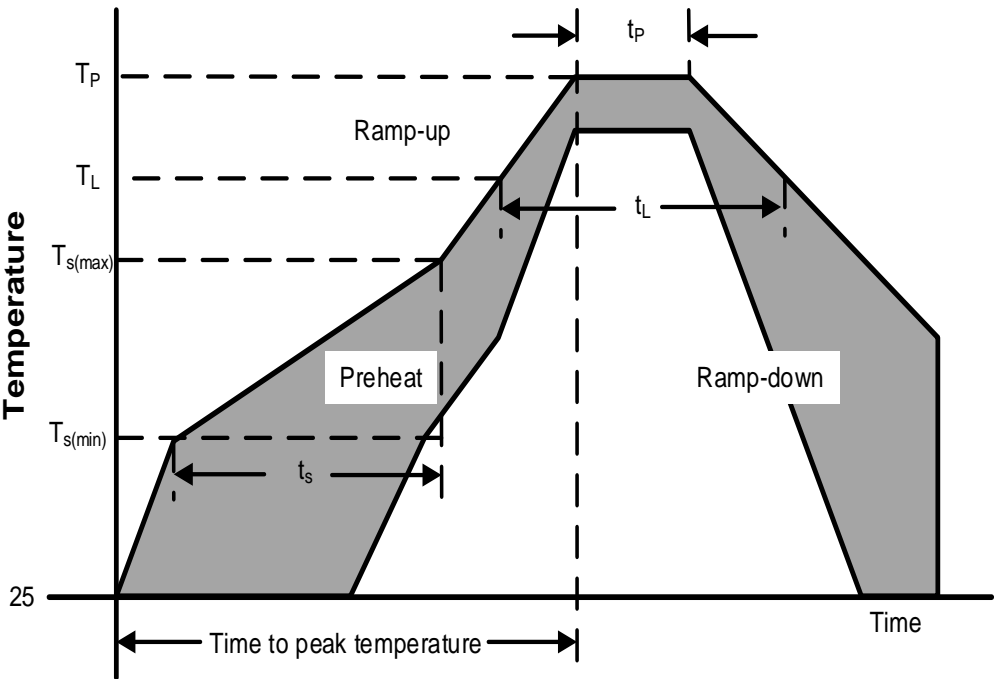 tP
TP
Ramp-up
TL
tL
Ts(max)
Temperature
Preheat
Ramp-down
Ts(min)
ts
25
Time
Time to peak temperature